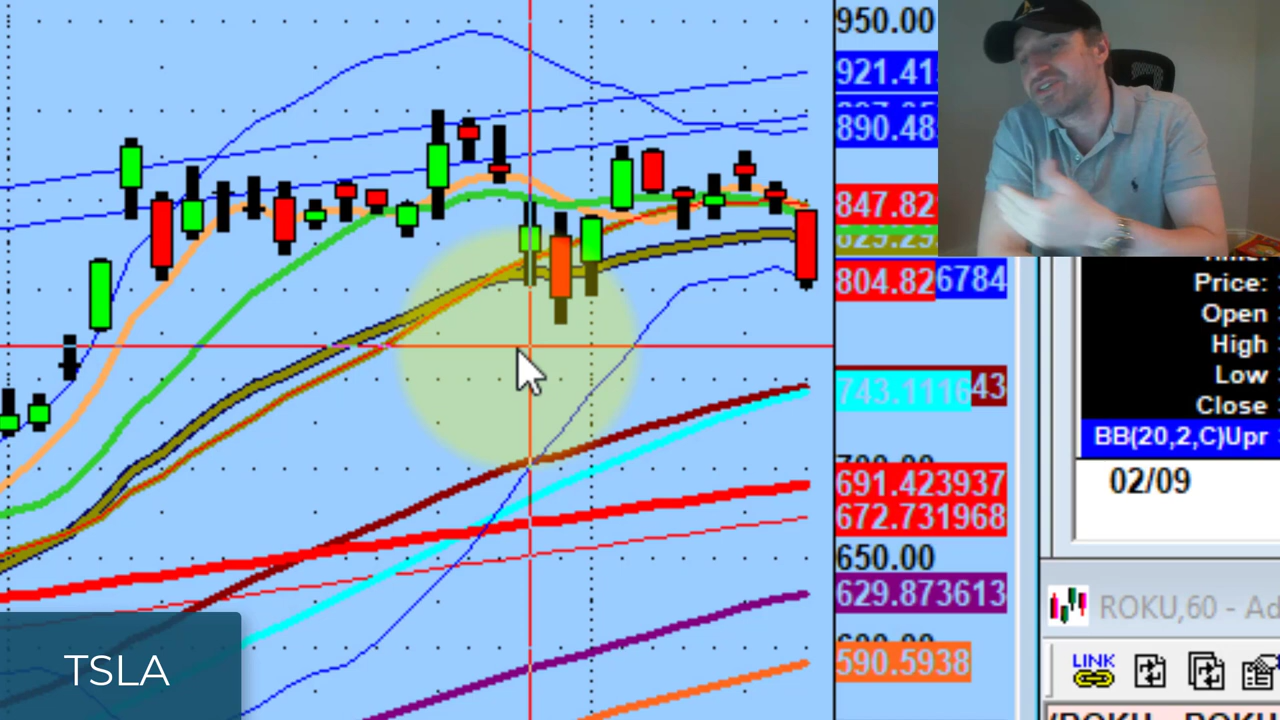 950.00
921.41
890.48
847.82
804.82
6784
743.1116
43
691.423937
672.731968
650.00
629.873613
590.5938
Price:
Open
High
Low
Close
BB(20,2,C)Upr
02/09
ROKU,60 - Ad
LINK
TSLA